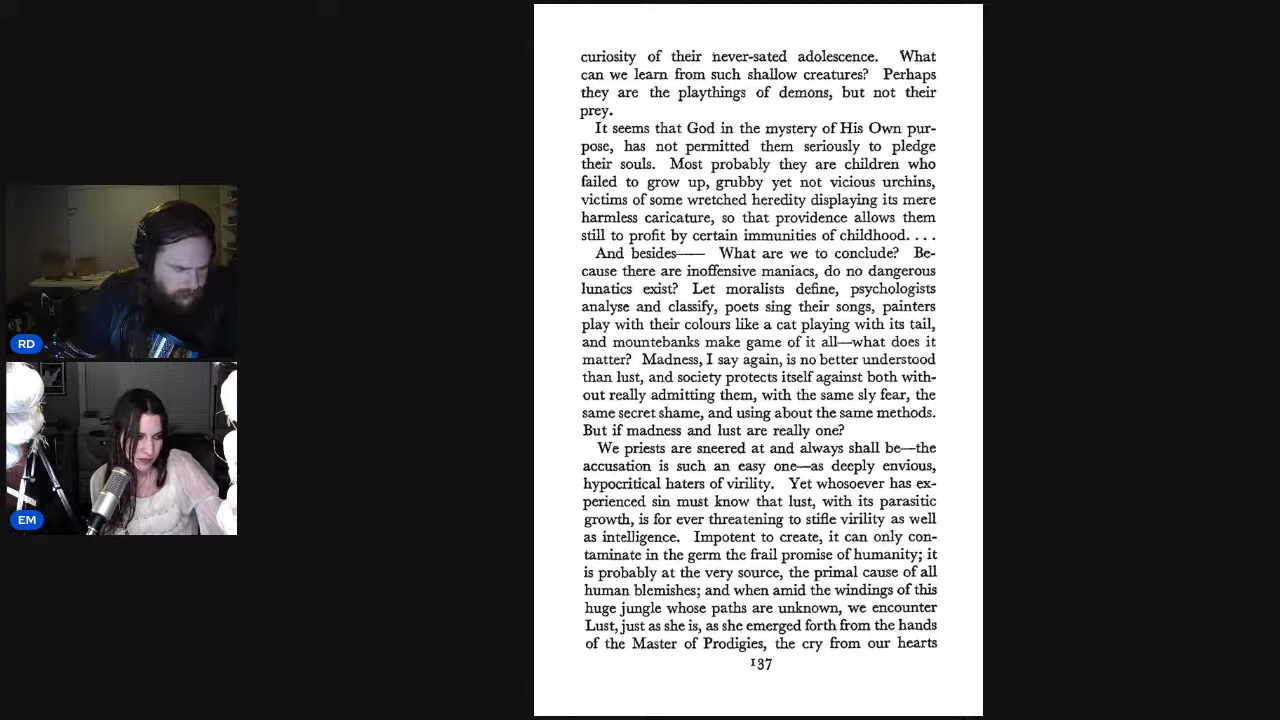 curiosity of their never-sated adolescence. What
can we learn from such shallow creatures? Perhaps
they are the playthings of demons, but not their
prey.
It seems that God in the mystery of His Own pur-
pose, has not permitted them seriously to pledge
their souls. Most probably they are children who
failed to grow up, grubby yet not vicious urchins,
victims of some wretched heredity displaying its mere
harmless caricature, so that providence allows them
still to profit by certain immunities of childhood. . . .
And besides—— What are we to conclude? Be-
cause there are inoffensive maniacs, do no dangerous
lunatics exist? Let moralists define, psychologists
analyse and classify, poets sing their songs, painters
play with their colours like a cat playing with its tail,
and mountebanks make game of it all—what does it
matter? Madness, I say again, is no better understood
than lust, and society protects itself against both with-
out really admitting them, with the same sly fear, the
same secret shame, and using about the same methods.
But if madness and lust are really one?
We priests are sneered at and always shall be—the
accusation is such an easy one—as deeply envious,
hypocritical haters of virility. Yet whosoever has ex-
perienced sin must know that lust, with its parasitic
growth, is for ever threatening to stifle virility as well
as intelligence. Impotent to create, it can only con-
taminate in the germ the frail promise of humanity; it
is probably at the very source, the primal cause of all
human blemishes; and when amid the windings of this
huge jungle whose paths are unknown, we encounter
Lust, just as she is, as she emerged forth from the hands
of the Master of Prodigies, the cry from our hearts
137
RD
EM